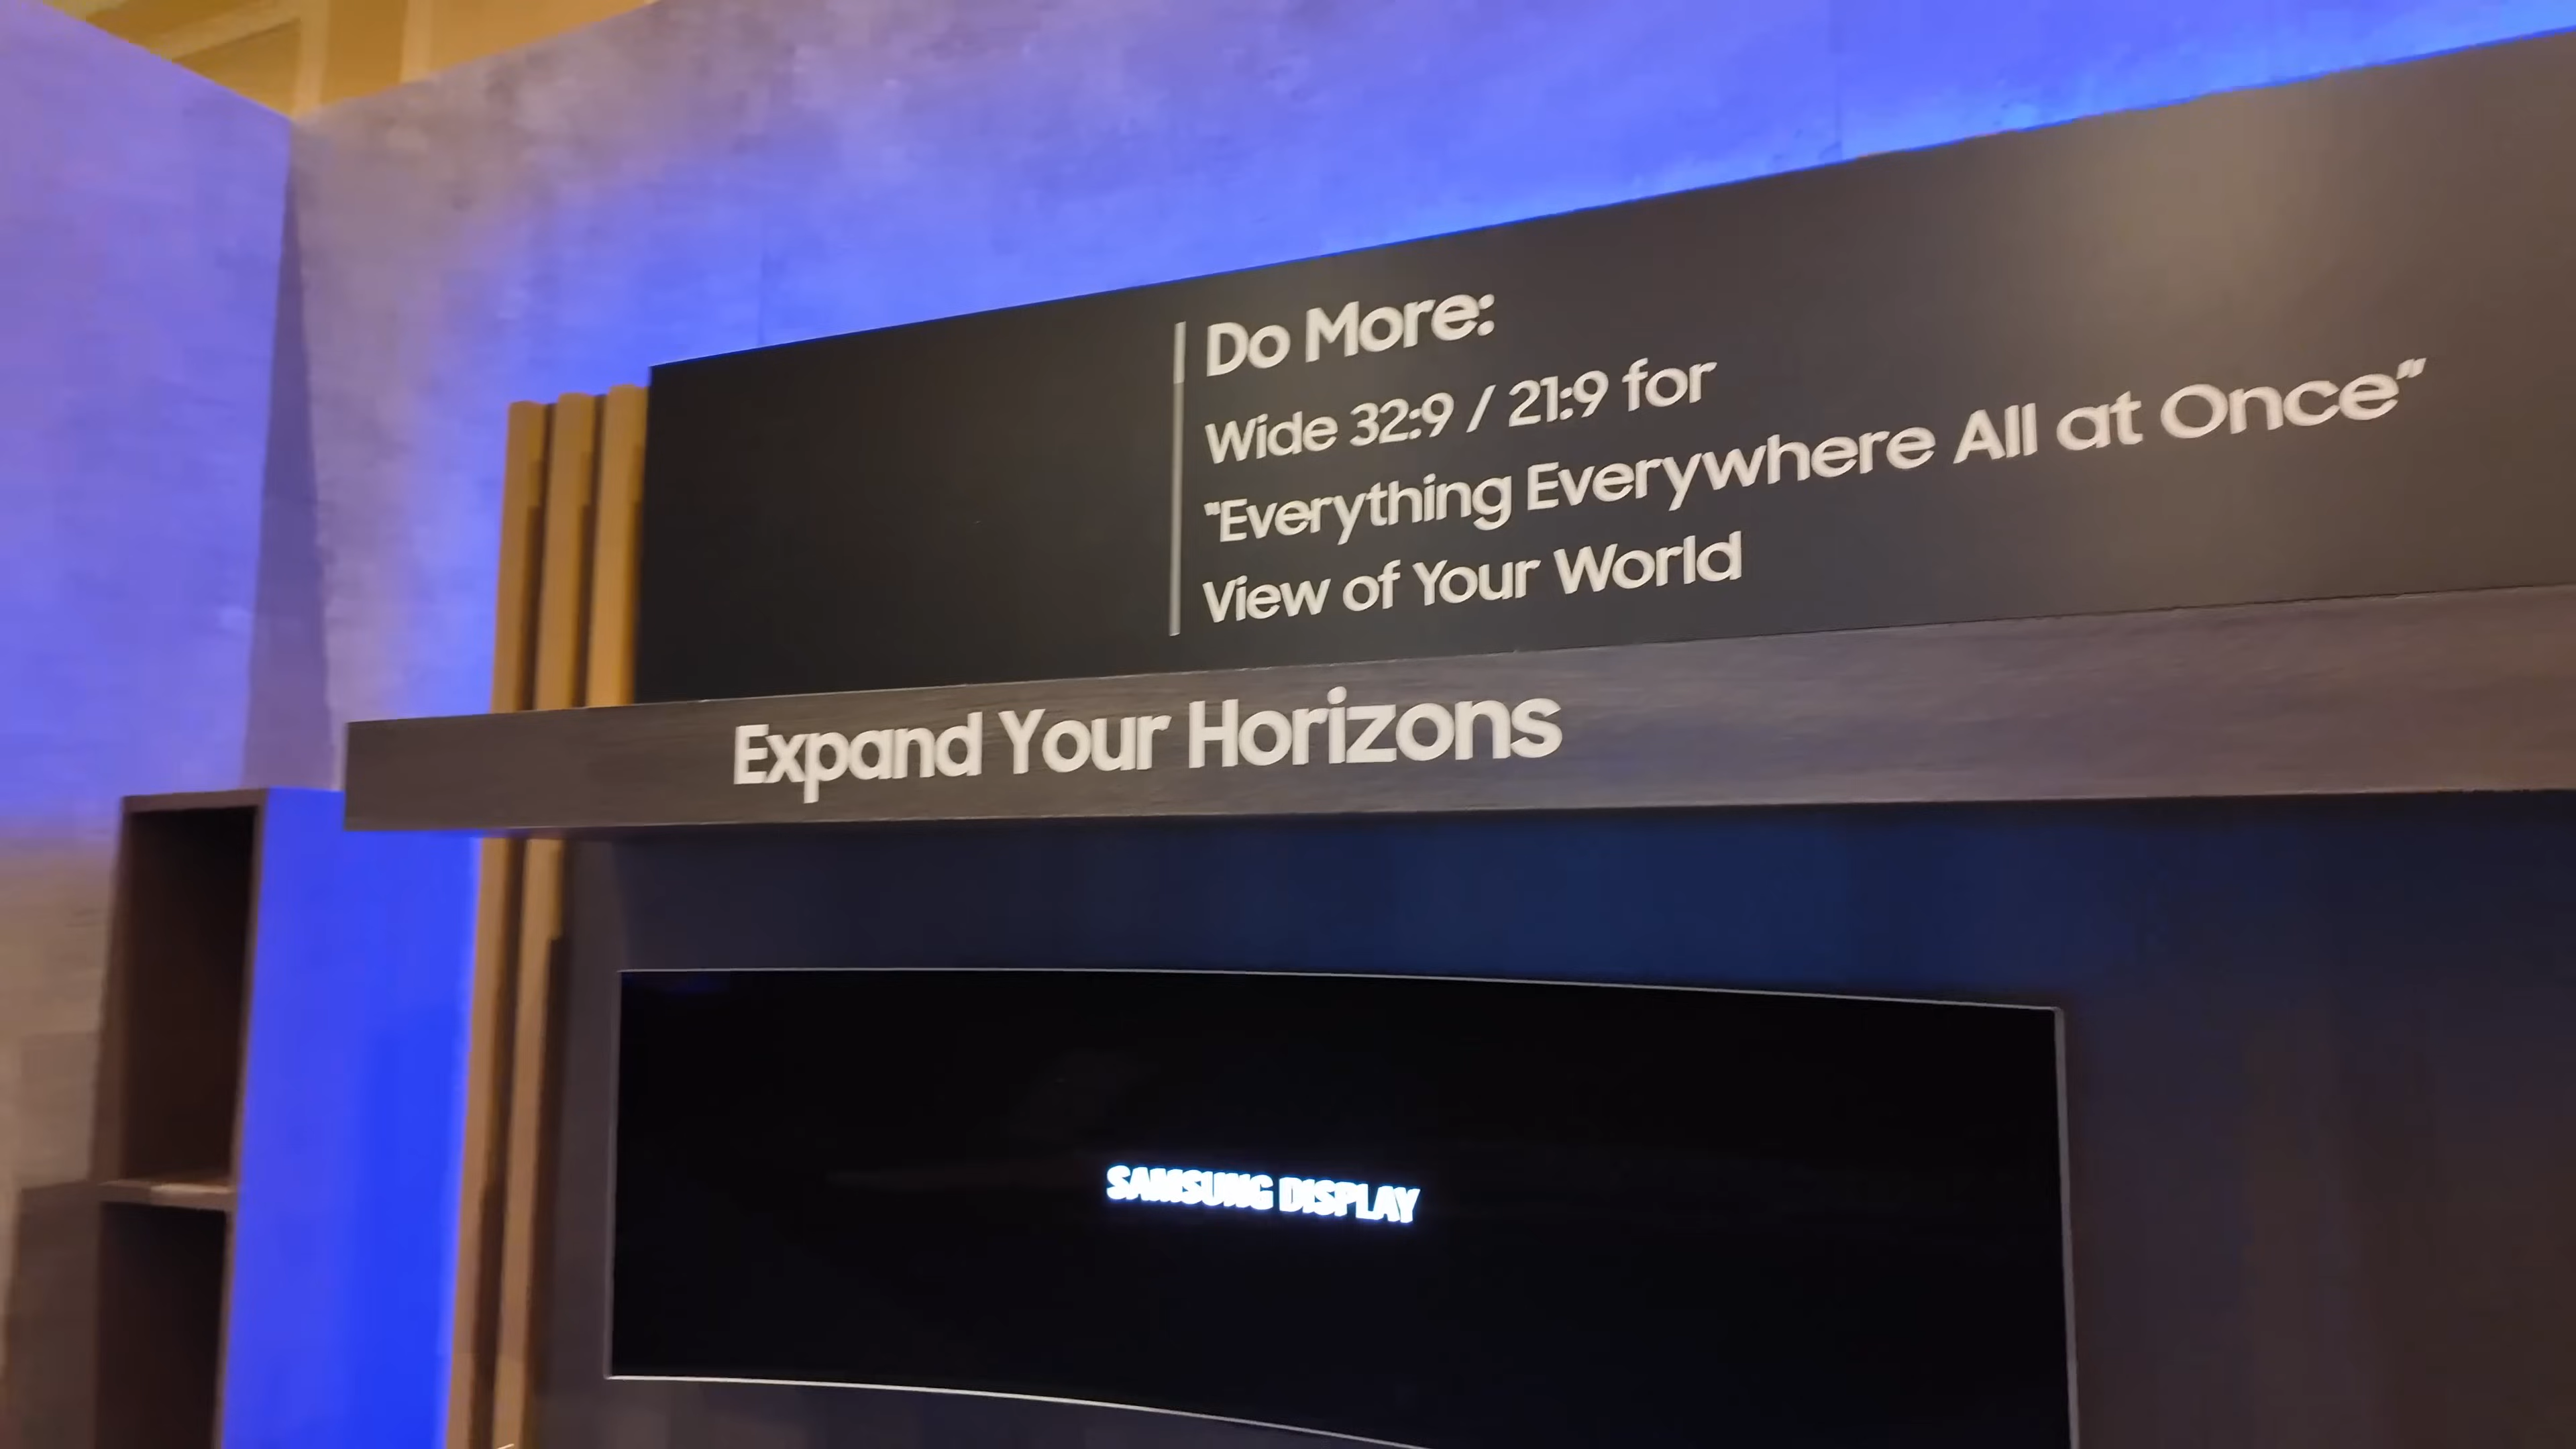 Do More:
Wide 32:9 / 21:9 for
"Everything Everywhere All at Once"
View of Your World
Expand Your Horizons
SAMSUNG DISPLAY